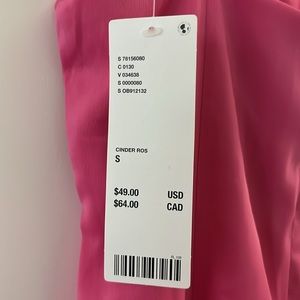 S 78156080
C 0130
V 034638
S 0000080
S OB912132
CINDER ROS
S
$49.00 USD
$64.00 CAD